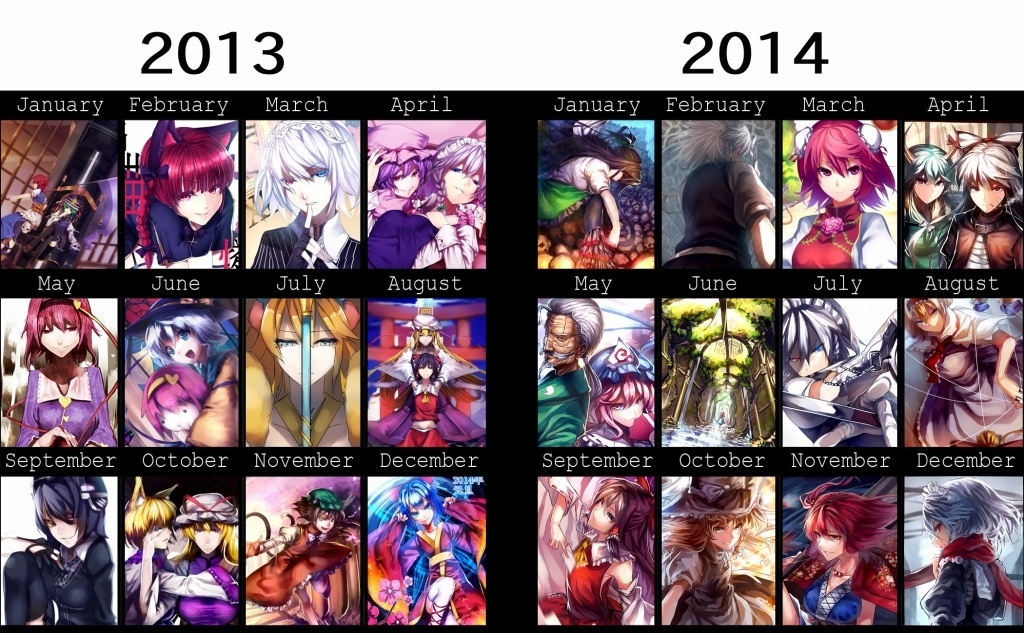 2013
January February March April
May June July August
September October November December
2014
January February March April
May June July August
September October November December